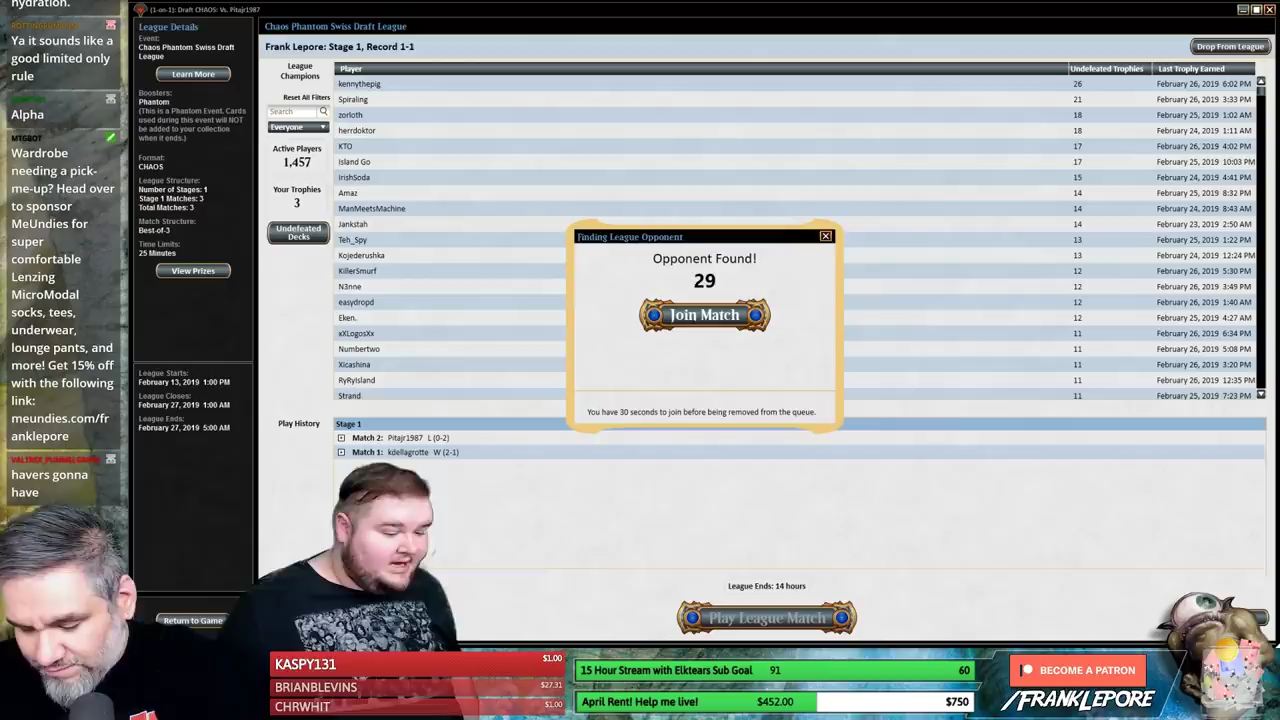 hydration.
Ya it sounds like a
good limited only
rule
Alpha
MTGBOT
Wardrobe
needing a pick-
me-up? Head over
to sponsor
MeUndies for
super
comfortable
Lenzing
MicroModal
socks, tees,
underwear,
lounge pants, and
more! Get 15% off
with the following
link:
meundies.com/fr
anklepore
havers gonna
have
(1-on-1): Draft CHAOS: Vs. Pitajr1987
League Details
Event:
Chaos Phantom Swiss Draft
League
Learn More
Boosters:
Phantom
(This is a Phantom Event. Cards
used during this event will NOT
be added to your collection
when it ends.)
Format:
CHAOS
League Structure:
Number of Stages: 1
Stage 1 Matches: 3
Total Matches: 3
Match Structure:
Best-of-3
Time Limits:
25 Minutes
View Prizes
League Starts:
February 13, 2019 1:00 PM
League Closes:
February 27, 2019 1:00 AM
League Ends:
February 27, 2019 5:00 AM
Return to Game
Chaos Phantom Swiss Draft League
Frank Lepore: Stage 1, Record 1-1
Drop From League
League
Champions
Reset All Filters
Search
Everyone
Active Players
1,457
Your Trophies
3
Undefeated
Decks
Player Undefeated Trophies Last Trophy Earned
kennythepig 26 February 26, 2019 6:02 PM
Spiraling 21 February 26, 2019 3:33 PM
zorloth 18 February 25, 2019 1:02 AM
herrdoktor 18 February 24, 2019 1:11 AM
KTO 17 February 26, 2019 4:02 PM
Island Go 17 February 25, 2019 10:03 PM
IrishSoda 15 February 24, 2019 4:41 PM
Amaz 14 February 25, 2019 8:32 PM
ManMeetsMachine 14 February 24, 2019 8:43 AM
Jankstah 14 February 23, 2019 2:50 AM
Teh_Spy 13 February 25, 2019 1:22 PM
Kojederushka 13 February 24, 2019 12:24 PM
KillerSmurf 12 February 26, 2019 5:30 PM
N3nne 12 February 26, 2019 3:49 PM
easydropd 12 February 26, 2019 1:40 AM
Eken. 12 February 25, 2019 4:27 AM
xXLogosXx 11 February 26, 2019 6:34 PM
Numbertwo 11 February 26, 2019 5:08 PM
Xicashina 11 February 26, 2019 3:20 PM
RyRyIsland 11 February 26, 2019 12:35 PM
Strand. 11 February 25, 2019 7:23 PM
Finding League Opponent
Opponent Found!
29
Join Match
You have 30 seconds to join before being removed from the queue.
Play History
Stage 1
Match 2: Pitajr1987 L (0-2)
Match 1: kdellagrotte W (2-1)
League Ends: 14 hours
Play League Match
KASPY131 $1.00
BRIANBLEVINS $27.31
CHRWHIT $1.00
15 Hour Stream with Elktears Sub Goal 91 60
April Rent! Help me live! $452.00 $750
BECOME A PATRON
/FRANKLEPORE